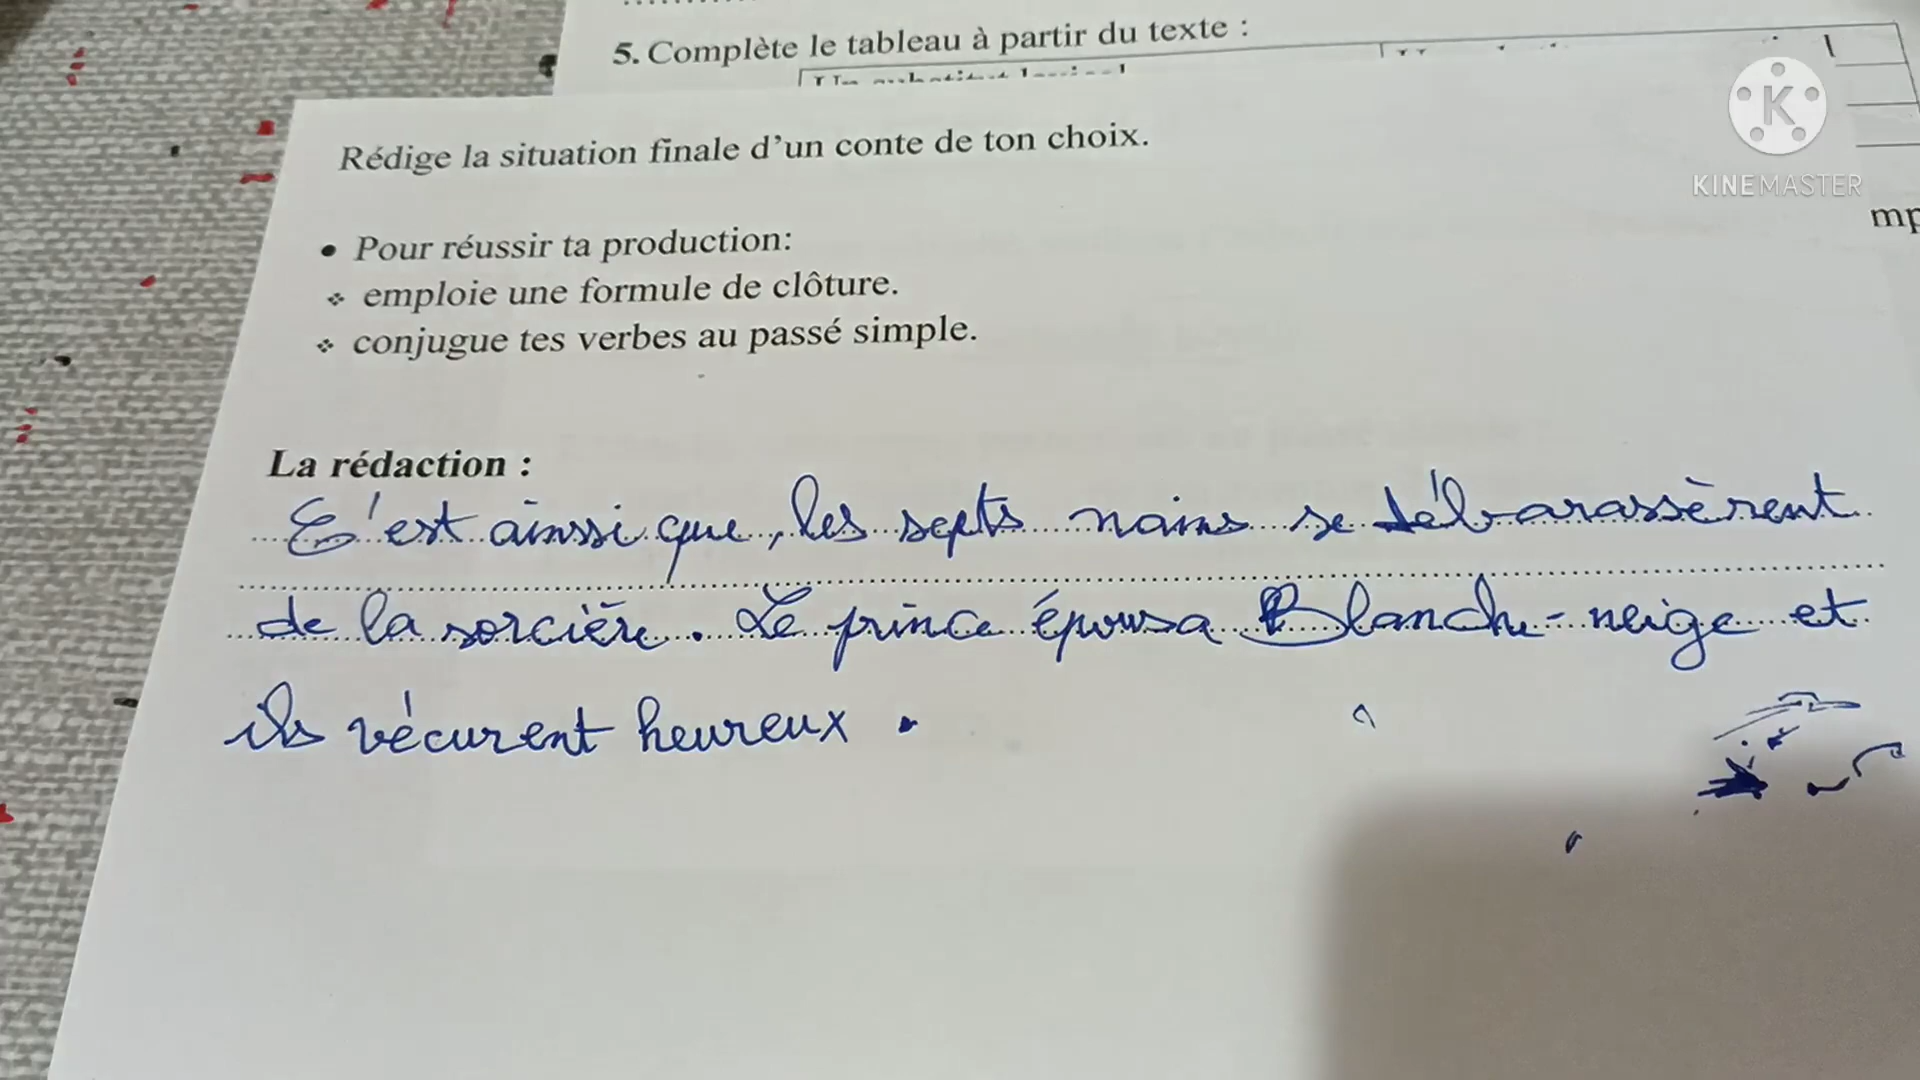 5. Complète le tableau à partir du texte :
KINEMASTER
Rédige la situation finale d'un conte de ton choix.
• Pour réussir ta production:
❖ emploie une formule de clôture.
❖ conjugue tes verbes au passé simple.
La rédaction :
C'est ainsi que, les septs nains se débarassèrent
de la sorcière. Le prince épousa Blanche-neige et
ils vécurent heureux.